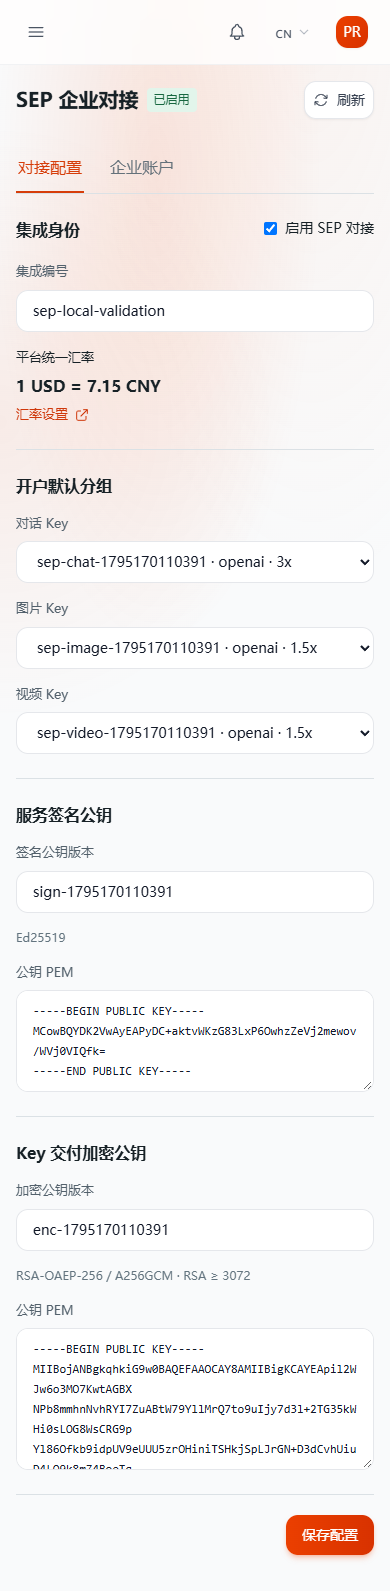 CN
PR
SEP 企业对接
已启用
刷新
对接配置
企业账户
集成身份
启用 SEP 对接
集成编号
sep-local-validation
平台统一汇率
1 USD = 7.15 CNY
汇率设置
开户默认分组
对话 Key
sep-chat-1795170110391 · openai · 3x
图片 Key
sep-image-1795170110391 · openai · 1.5x
视频 Key
sep-video-1795170110391 · openai · 1.5x
服务签名公钥
签名公钥版本
sign-1795170110391
Ed25519
公钥 PEM
-----BEGIN PUBLIC KEY-----
MCowBQYDK2VwAyEAPyDC+aktvWKzG83LxP6OwhzZeVj2mewov
/WVj0VIQfk=
-----END PUBLIC KEY-----
Key 交付加密公钥
加密公钥版本
enc-1795170110391
RSA-OAEP-256 / A256GCM · RSA ≥ 3072
公钥 PEM
-----BEGIN PUBLIC KEY-----
MIIBojANBgkqhkiG9w0BAQEFAAOCAY8AMIIBigKCAYEApil2W
Jw6o3MO7KwtAGBX
NPb8mmhnNvhRYI7ZuABtW79YllMrQ7to9uIjy7d3l+2TG35kW
Hi0sLOG8WsCRG9p
Yl86Ofkb9idpUV9eUUU5zrOHiniTSHkjSpLJrGN+D3dCvhUiu
保存配置